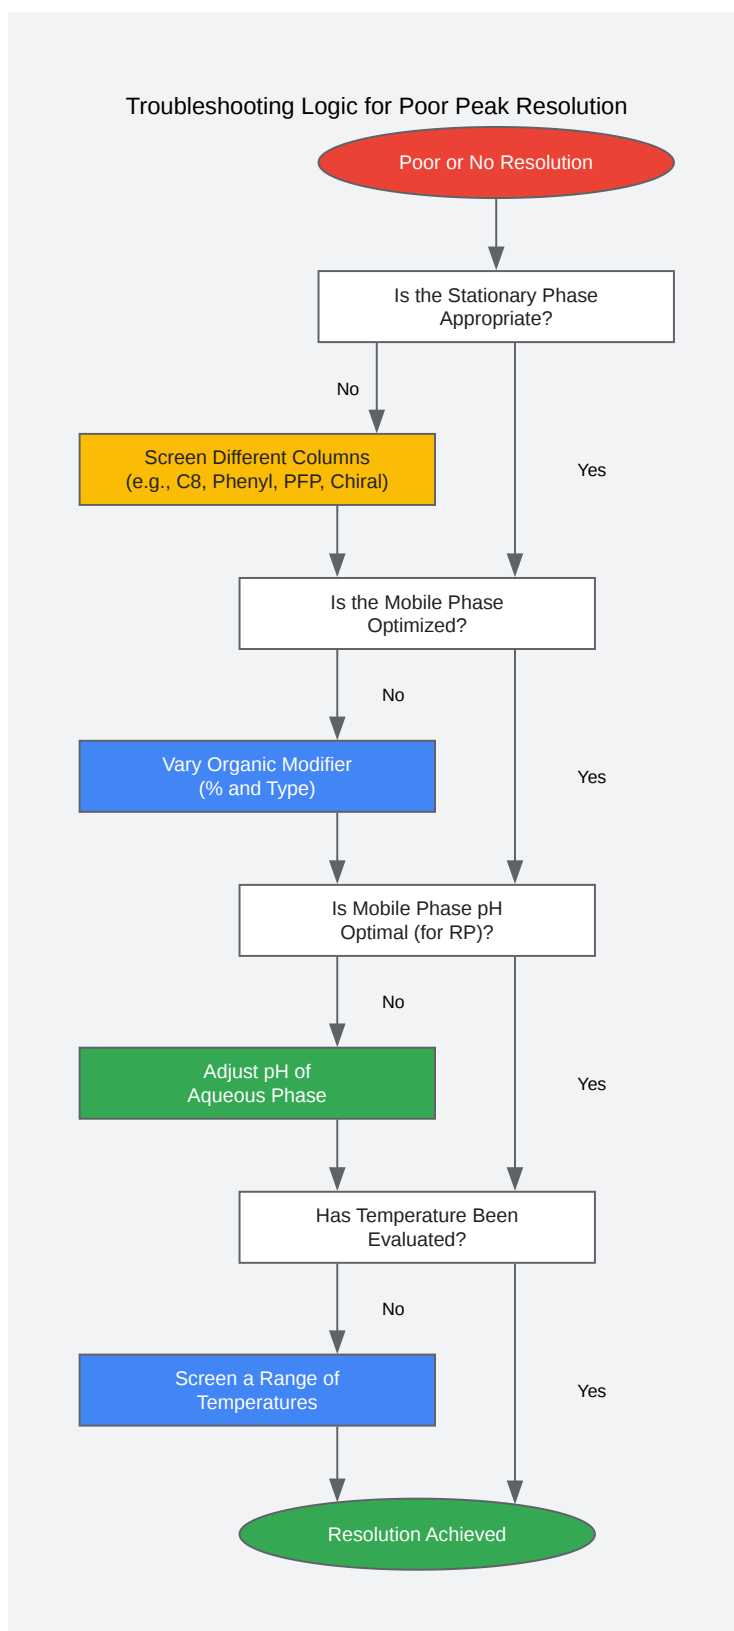 Troubleshooting Logic for Poor Peak Resolution
Poor or No Resolution
Is the Stationary Phase
Appropriate?
No
Screen Different Columns
(e.g., C8, Phenyl, PFP, Chiral)
Yes
Is the Mobile Phase
Optimized?
No
Vary Organic Modifier
(% and Type)
Yes
Is Mobile Phase pH
Optimal (for RP)?
No
Adjust pH of
Aqueous Phase
Yes
Has Temperature Been
Evaluated?
No
Screen a Range of
Temperatures
Yes
Resolution Achieved